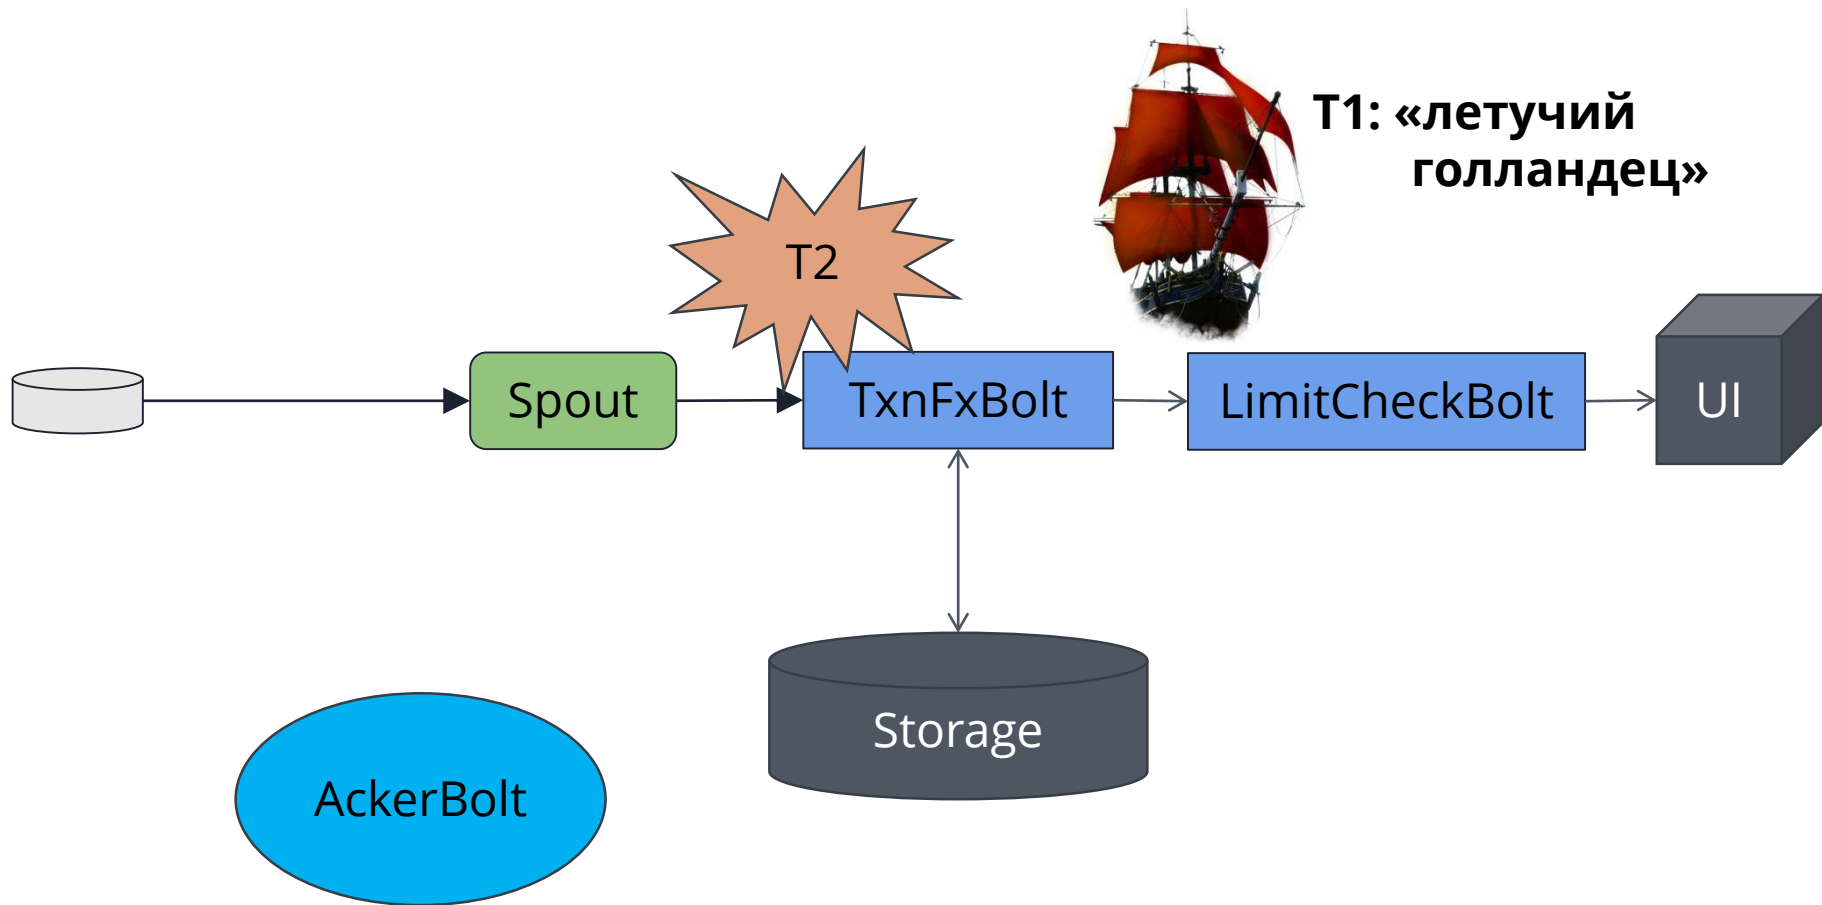 T1: «летучий
голландец»
T2
Spout
TxnFxBolt
LimitCheckBolt
UI
Storage
AckerBolt